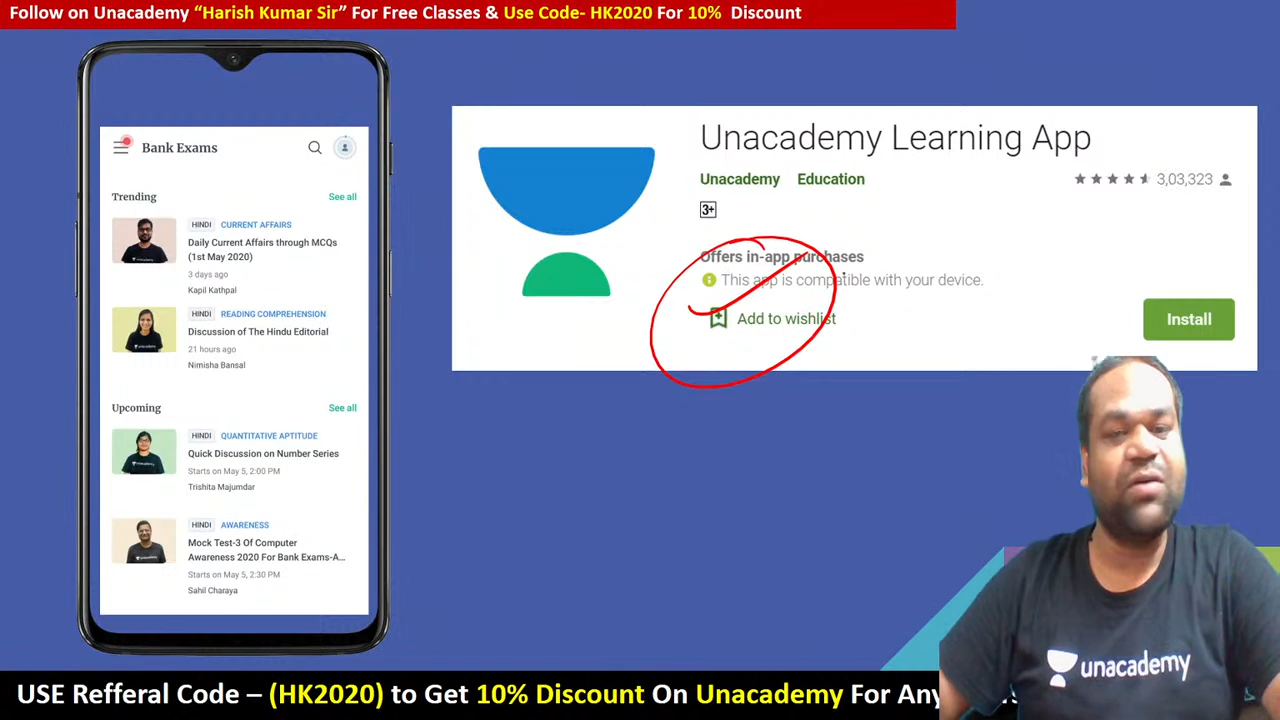 Follow on Unacademy “Harish Kumar Sir” For Free Classes & Use Code- HK2020 For 10% Discount
Bank Exams
Trending
See all
HINDI CURRENT AFFAIRS
Daily Current Affairs through MCQs
(1st May 2020)
3 days ago
Kapil Kathpal
HINDI READING COMPREHENSION
Discussion of The Hindu Editorial
21 hours ago
Nimisha Bansal
Upcoming
See all
HINDI QUANTITATIVE APTITUDE
Quick Discussion on Number Series
Starts on May 5, 2:00 PM
Trishita Majumdar
HINDI AWARENESS
Mock Test-3 Of Computer
Awareness 2020 For Bank Exams-A...
Starts on May 5, 2:30 PM
Sahil Charaya
Unacademy Learning App
Unacademy Education
3,03,323
3+
Offers in-app purchases
This app is compatible with your device.
Add to wishlist
Install
unacademy
USE Refferal Code – (HK2020) to Get 10% Discount On Unacademy For Any